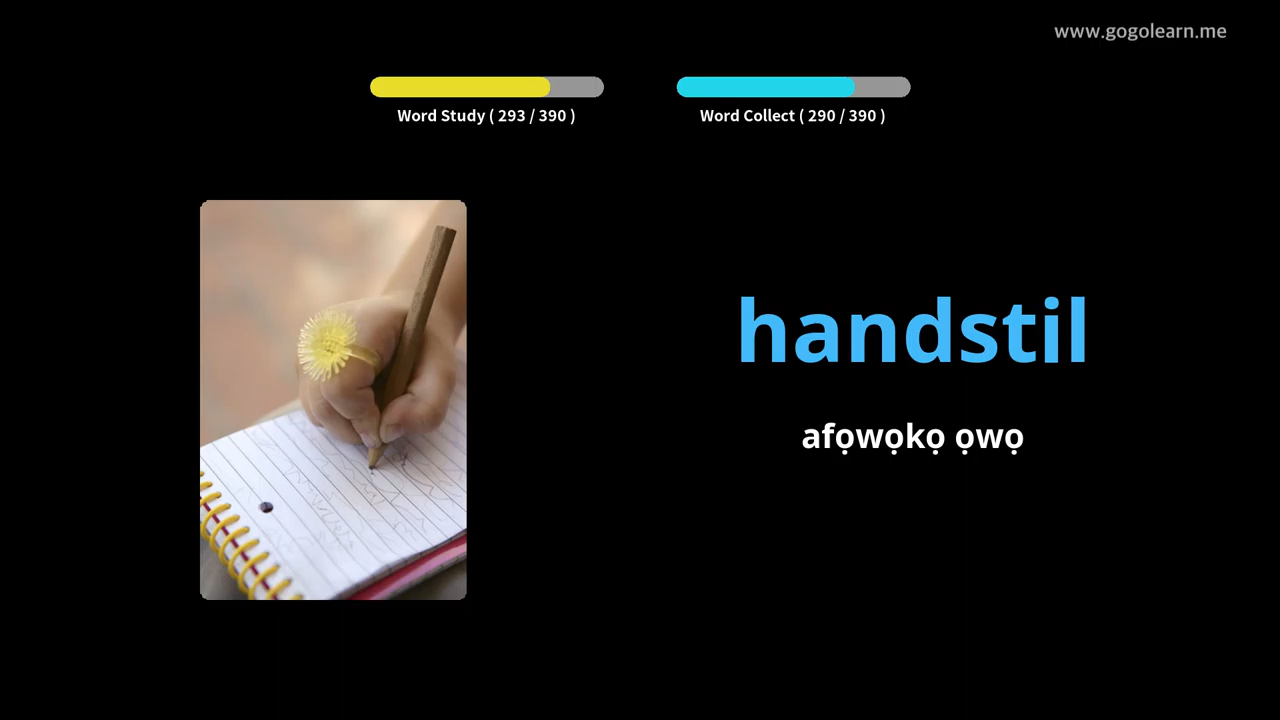 www.gogolearn.me
Word Study ( 293 / 390 )
Word Collect ( 290 / 390 )
handstil
afọwọkọ ọwọ